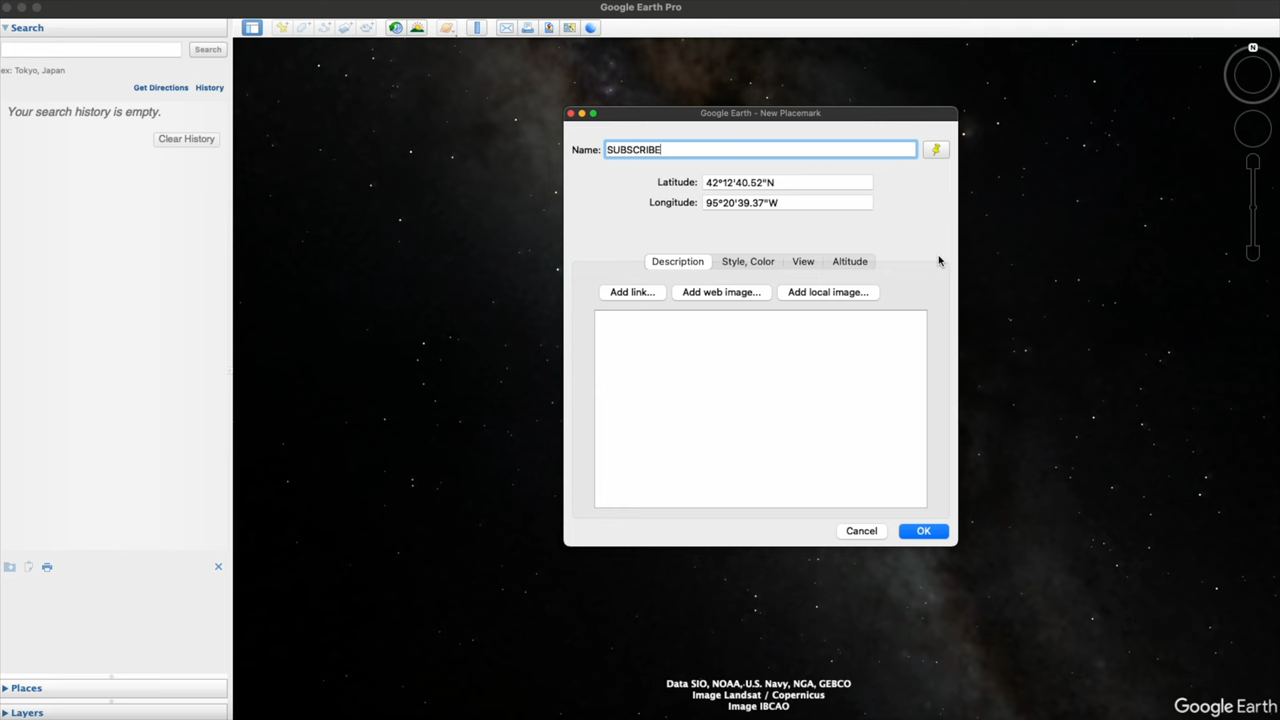 Google Earth Pro
Search
Search
ex: Tokyo, Japan
Get Directions History
Your search history is empty.
Clear History
N
Google Earth - New Placemark
Name: SUBSCRIBE
Latitude: 42°12'40.52"N
Longitude: 95°20'39.37"W
Description Style, Color View Altitude
Add link... Add web image... Add local image...
Cancel OK
Places
Layers
Data SIO, NOAA, U.S. Navy, NGA, GEBCO
Image Landsat / Copernicus
Image IBCAO
Google Earth